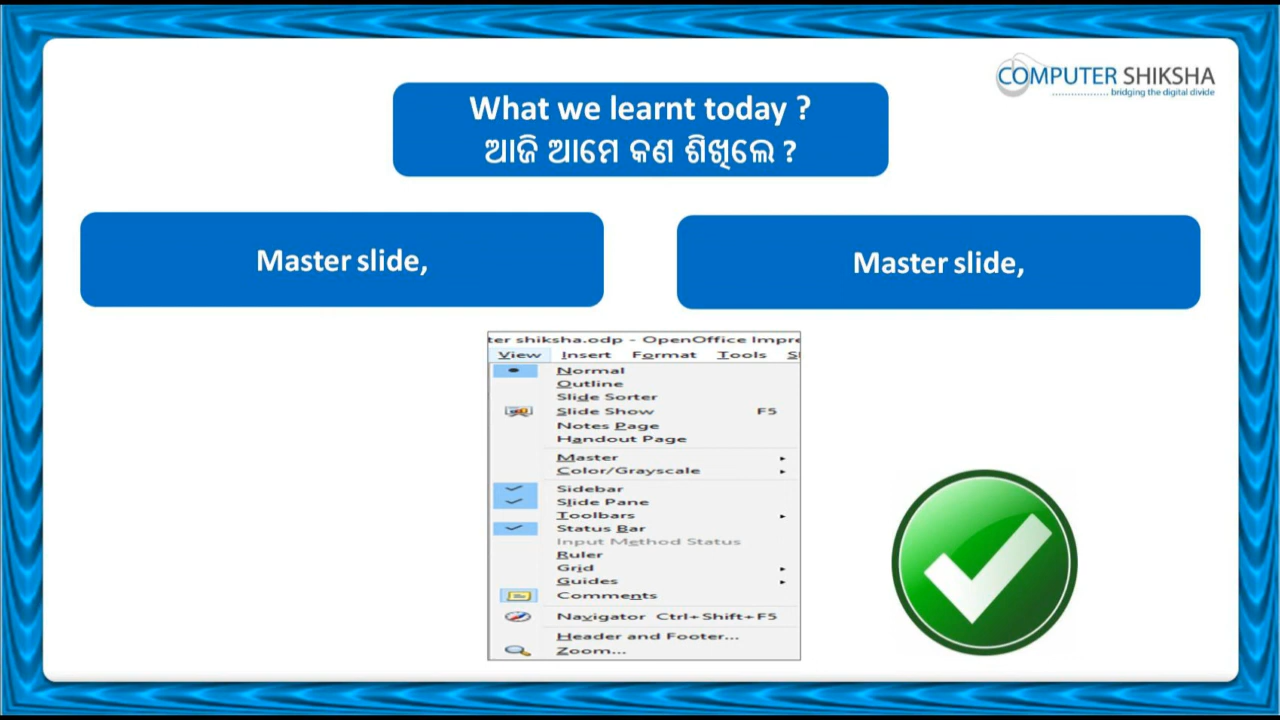 COMPUTER SHIKSHA
bridging the digital divide
What we learnt today ?
ଆଜି ଆମେ କଣ ଶିଖିଲେ ?
Master slide,
Master slide,
ter shiksha.odp - OpenOffice Impre
View Insert Format Tools S
Normal
Outline
Slide Sorter
Slide Show F5
Notes Page
Handout Page
Master
Color/Grayscale
Sidebar
Slide Pane
Toolbars
Status Bar
Input Method Status
Ruler
Grid
Guides
Comments
Navigator Ctrl+Shift+F5
Header and Footer...
Zoom...